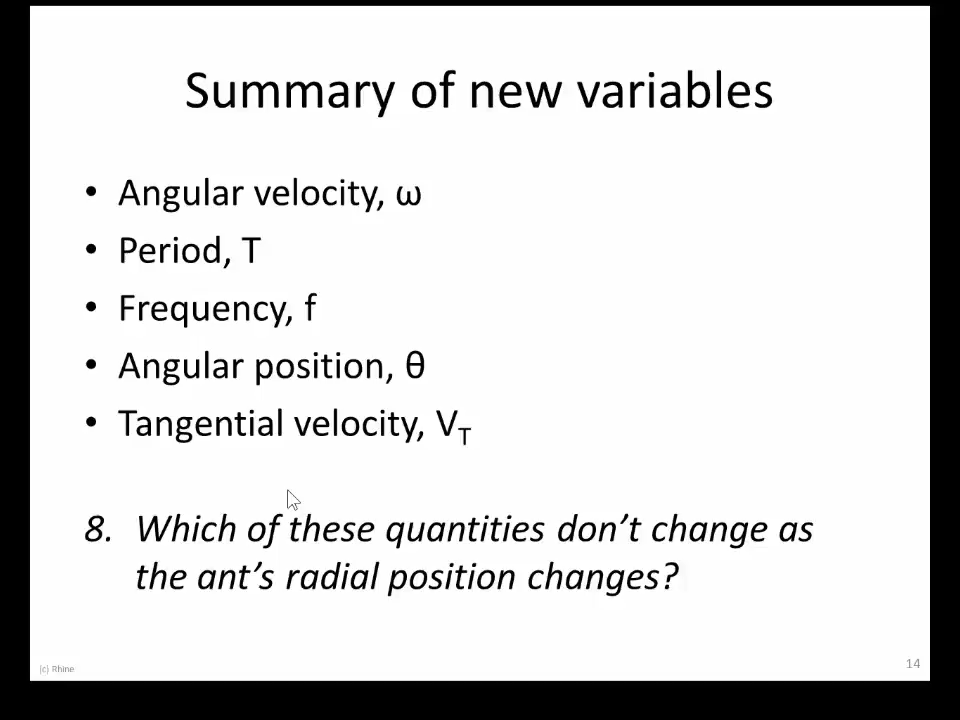 Summary of new variables
• Angular velocity, ω
• Period, T
• Frequency, f
• Angular position, θ
• Tangential velocity, V_T
8. Which of these quantities don’t change as
the ant’s radial position changes?
(c) Rhine
14